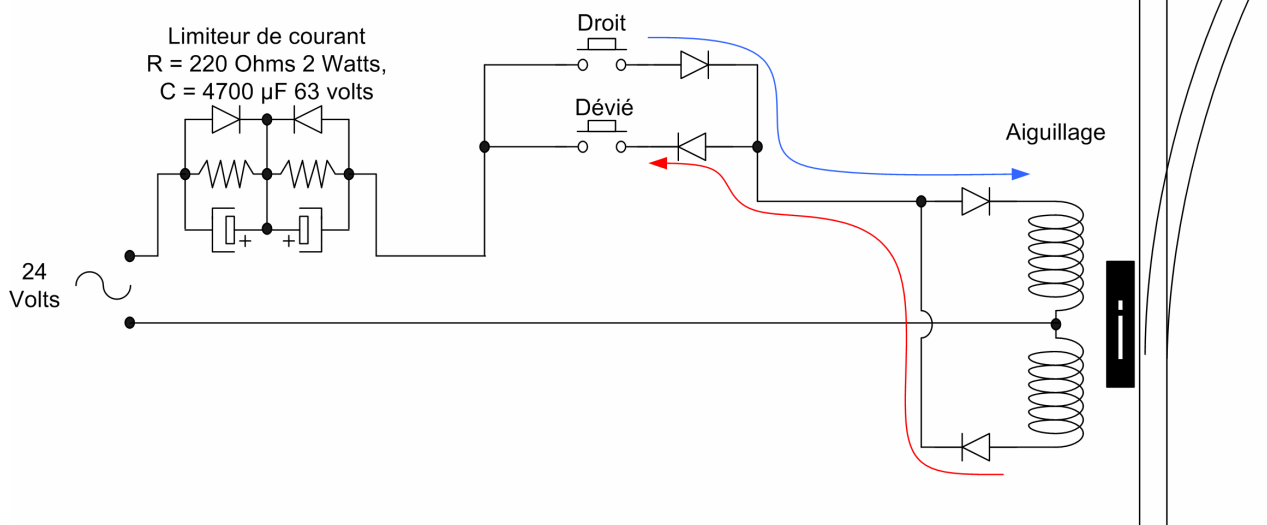 Limiteur de courant
R = 220 Ohms 2 Watts,
C = 4700 µF 63 volts
Droit
Dévié
Aiguillage
24
Volts
+
+
i